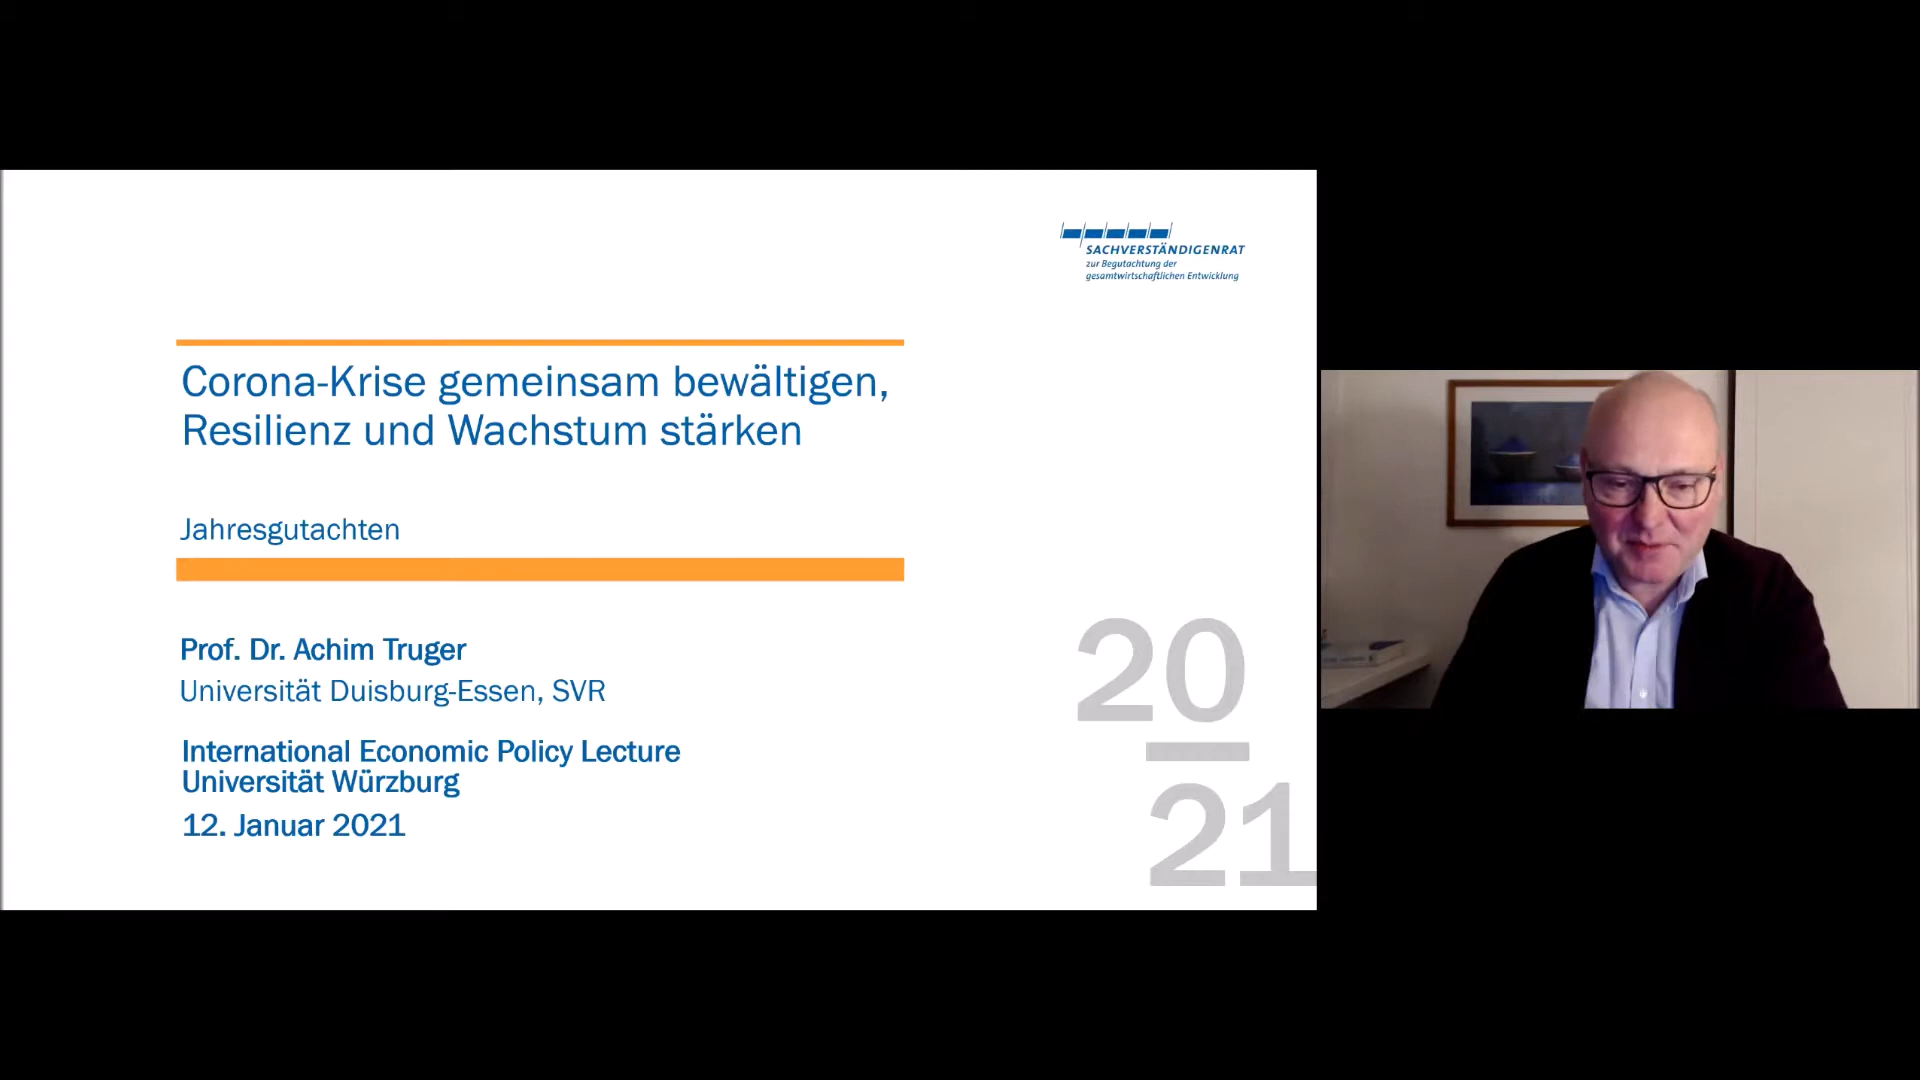 SACHVERSTÄNDIGENRAT
zur Begutachtung der
gesamtwirtschaftlichen Entwicklung
Corona-Krise gemeinsam bewältigen,
Resilienz und Wachstum stärken
Jahresgutachten
Prof. Dr. Achim Truger
Universität Duisburg-Essen, SVR
International Economic Policy Lecture
Universität Würzburg
12. Januar 2021
20
21